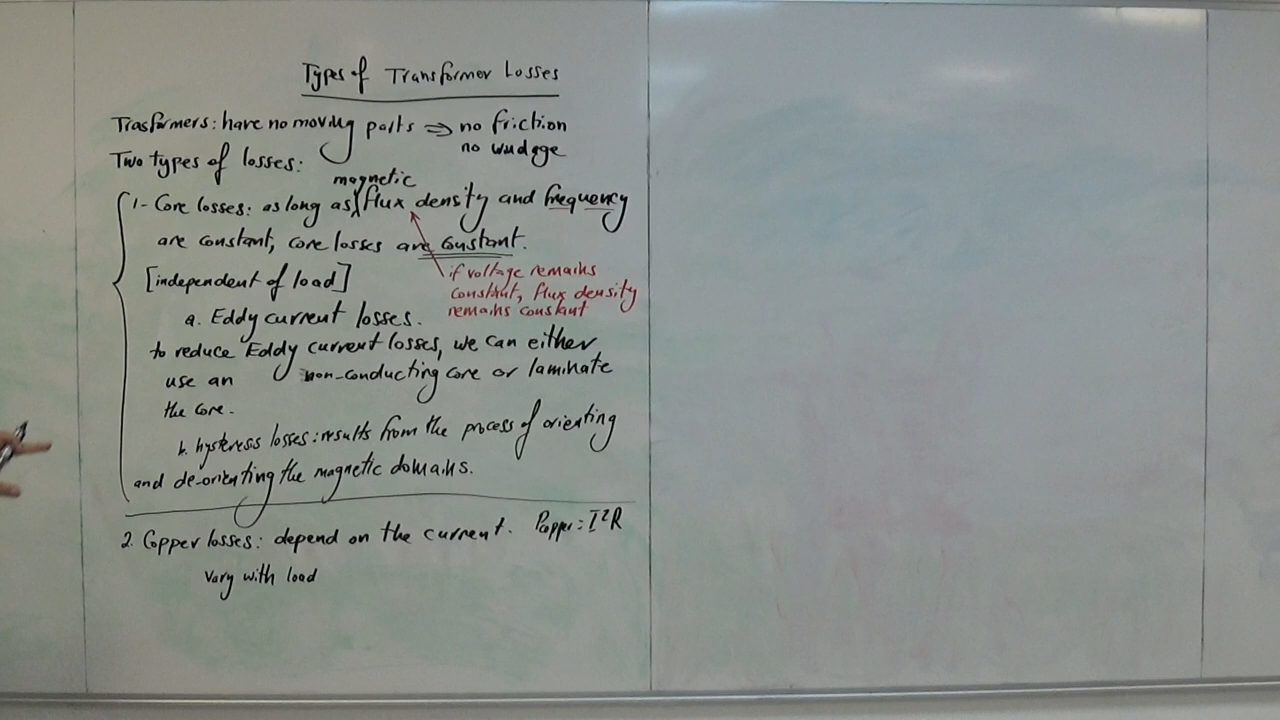 Types of Transformer Losses
Trasformers: have no moving parts ⇒ no friction
no wudage
Two types of losses:
magnetic
1- Core losses: as long as flux density and frequency
are constant, core losses are constant.
[independent of load]
if voltage remains
constant, flux density
remains constant
a. Eddy current losses.
to reduce Eddy current losses, we can either
use an non-conducting core or laminate
the core.
b. hysteresis losses: results from the process of orienting
and de-orienting the magnetic domains.
2. Copper losses: depend on the current. Pcopper = I²R
Vary with load